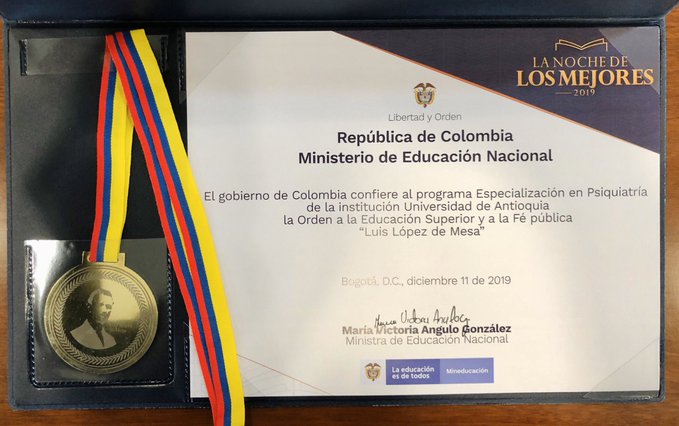 LA NOCHE DE
LOS MEJORES
2019
Libertad y Orden
República de Colombia
Ministerio de Educación Nacional
El gobierno de Colombia confiere al programa Especialización en Psiquiatría
de la institución Universidad de Antioquia
la Orden a la Educación Superior y a la Fé pública
“Luis López de Mesa”
Bogotá, D.C., diciembre 11 de 2019
María Victoria Angulo González
Ministra de Educación Nacional
La educación
es de todos
Mineducación